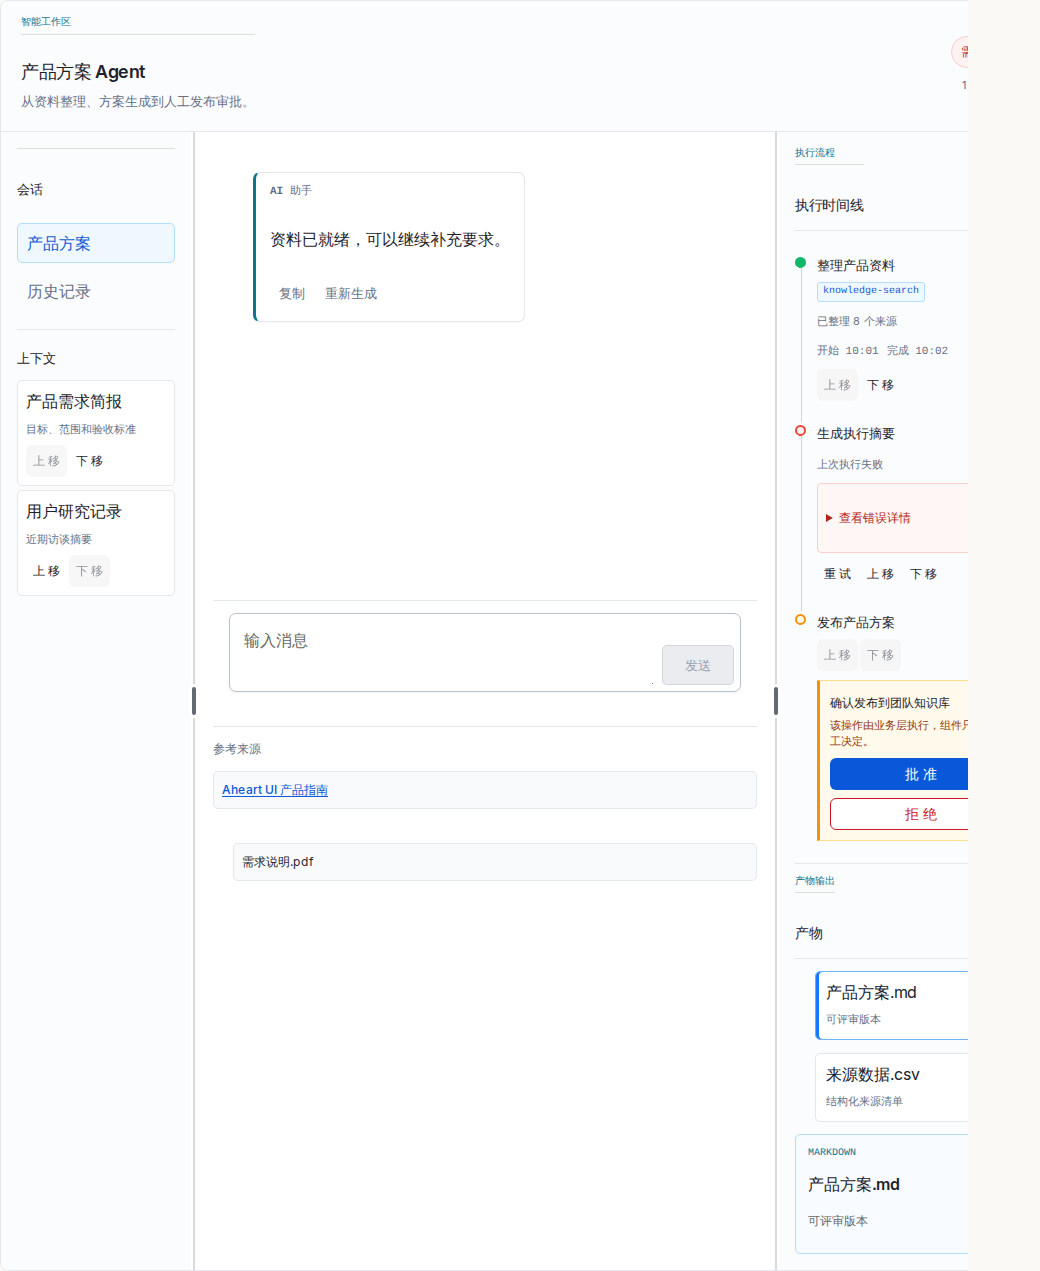 智能工作区
产品方案 Agent
从资料整理、方案生成到人工发布审批。
需
1
会话
产品方案
历史记录
上下文
产品需求简报
目标、范围和验收标准
上移 下移
用户研究记录
近期访谈摘要
上移 下移
AI 助手
资料已就绪，可以继续补充要求。
复制 重新生成
输入消息
发送
参考来源
Aheart UI 产品指南
需求说明.pdf
执行流程
执行时间线
整理产品资料
knowledge-search
已整理 8 个来源
开始 10:01 完成 10:02
上移 下移
生成执行摘要
上次执行失败
查看错误详情
重试 上移 下移
发布产品方案
上移 下移
确认发布到团队知识库
该操作由业务层执行，组件只
工决定。
批准
拒绝
产物输出
产物
产品方案.md
可评审版本
来源数据.csv
结构化来源清单
MARKDOWN
产品方案.md
可评审版本